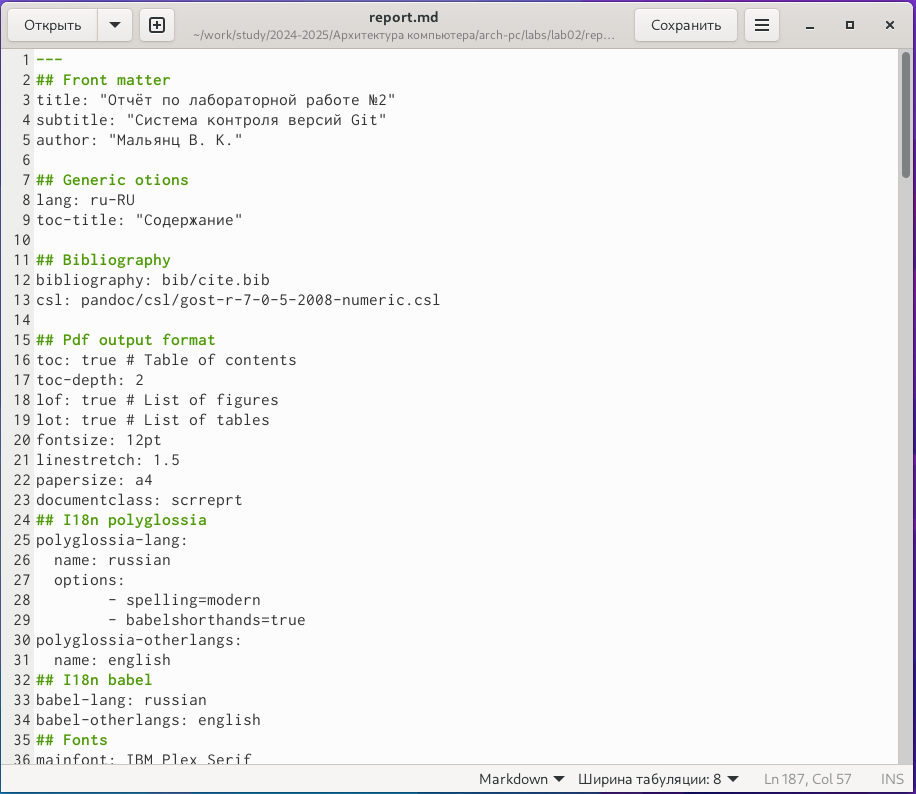 Открыть
report.md
~/work/study/2024-2025/Архитектура компьютера/arch-pc/labs/lab02/rep...
Сохранить
1 ---
2 ## Front matter
3 title: "Отчёт по лабораторной работе №2"
4 subtitle: "Система контроля версий Git"
5 author: "Мальянц В. К."
6
7 ## Generic otions
8 lang: ru-RU
9 toc-title: "Содержание"
10
11 ## Bibliography
12 bibliography: bib/cite.bib
13 csl: pandoc/csl/gost-r-7-0-5-2008-numeric.csl
14
15 ## Pdf output format
16 toc: true # Table of contents
17 toc-depth: 2
18 lof: true # List of figures
19 lot: true # List of tables
20 fontsize: 12pt
21 linestretch: 1.5
22 papersize: a4
23 documentclass: scrreprt
24 ## I18n polyglossia
25 polyglossia-lang:
26   name: russian
27   options:
28         - spelling=modern
29         - babelshorthands=true
30 polyglossia-otherlangs:
31   name: english
32 ## I18n babel
33 babel-lang: russian
34 babel-otherlangs: english
35 ## Fonts
36 mainfont: IBM Plex Serif
Markdown Ширина табуляции: 8 Ln 187, Col 57 INS